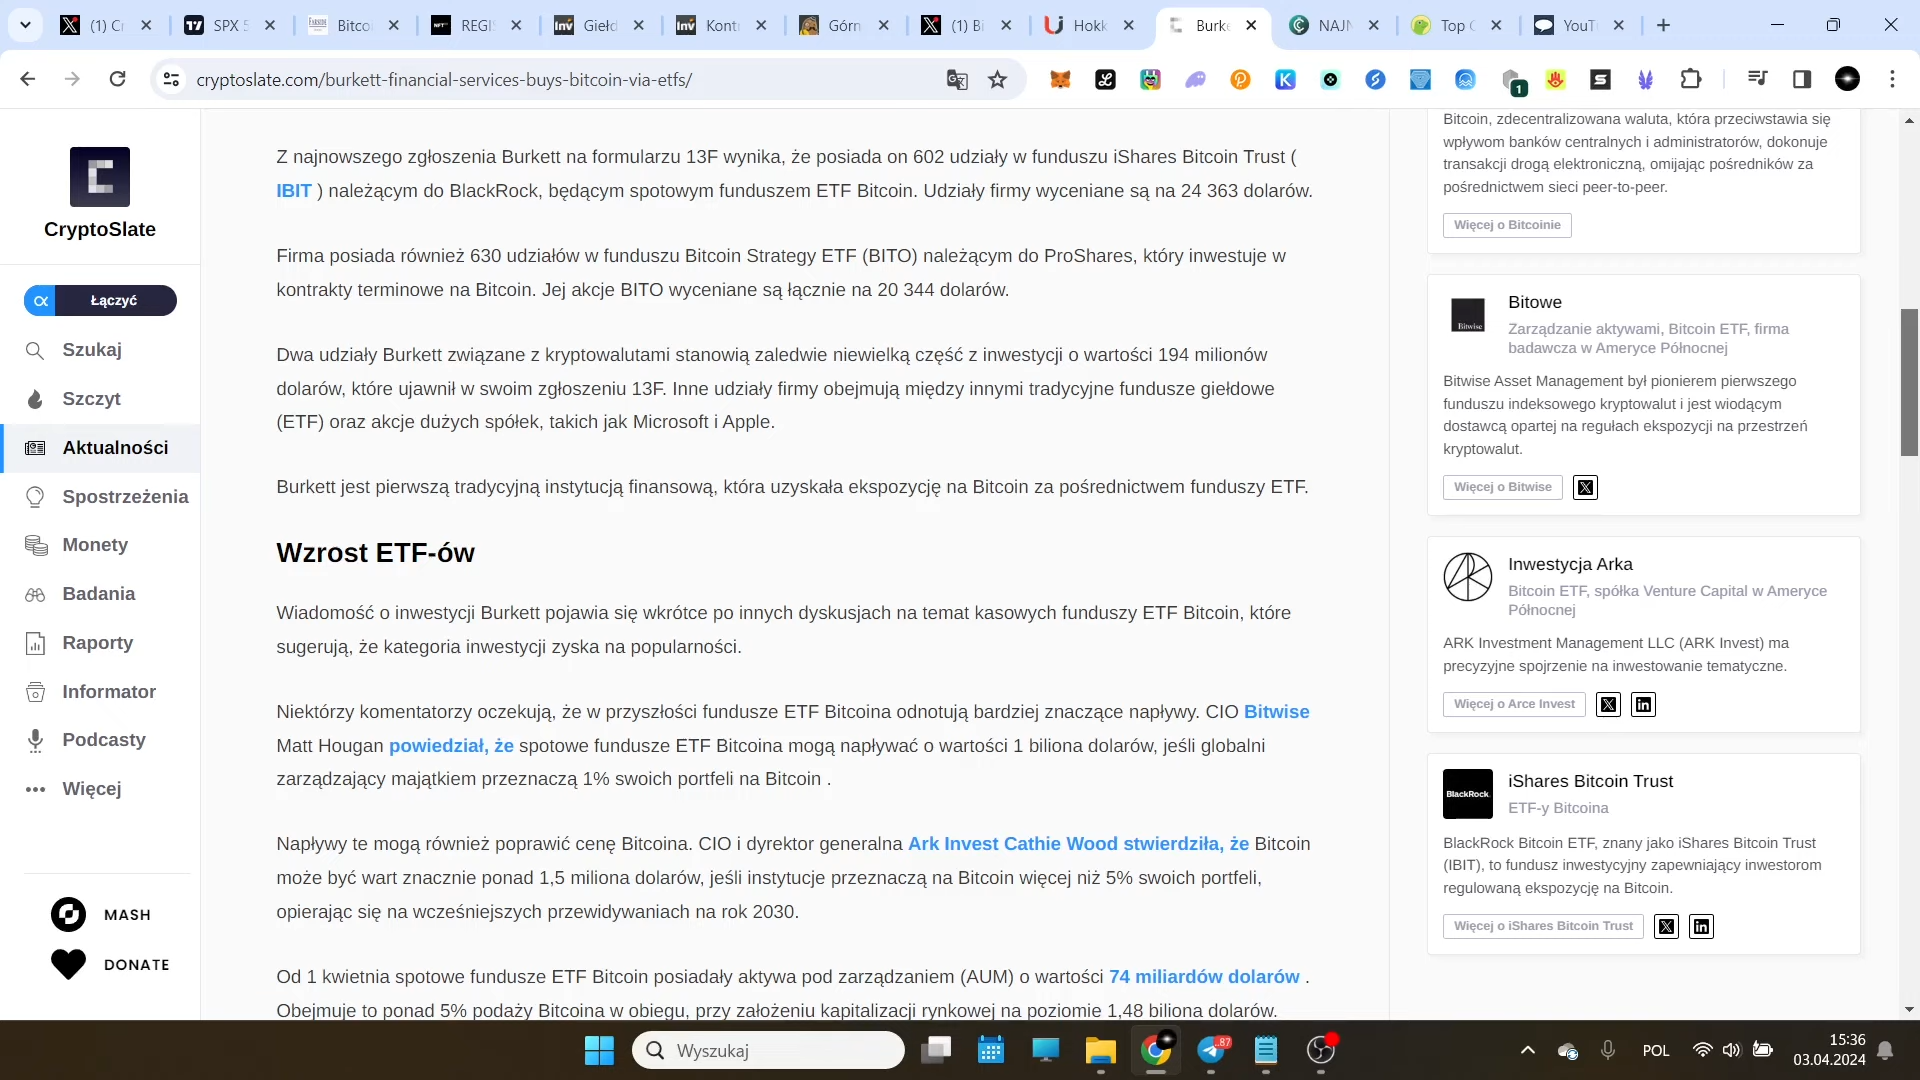 (1) Cr
SPX 5
Bitco
REGI
Giełd
Kont
Górn
(1) Bi
Hokk
Burke
NAJN
Top C
YouT
cryptoslate.com/burkett-financial-services-buys-bitcoin-via-etfs/
1
CryptoSlate
Łączyć
Szukaj
Szczyt
Aktualności
Spostrzeżenia
Monety
Badania
Raporty
Informator
Podcasty
Więcej
MASH
DONATE
Z najnowszego zgłoszenia Burkett na formularzu 13F wynika, że posiada on 602 udziały w funduszu iShares Bitcoin Trust (
IBIT ) należącym do BlackRock, będącym spotowym funduszem ETF Bitcoin. Udziały firmy wyceniane są na 24 363 dolarów.
Firma posiada również 630 udziałów w funduszu Bitcoin Strategy ETF (BITO) należącym do ProShares, który inwestuje w
kontrakty terminowe na Bitcoin. Jej akcje BITO wyceniane są łącznie na 20 344 dolarów.
Dwa udziały Burkett związane z kryptowalutami stanowią zaledwie niewielką część z inwestycji o wartości 194 milionów
dolarów, które ujawnił w swoim zgłoszeniu 13F. Inne udziały firmy obejmują między innymi tradycyjne fundusze giełdowe
(ETF) oraz akcje dużych spółek, takich jak Microsoft i Apple.
Burkett jest pierwszą tradycyjną instytucją finansową, która uzyskała ekspozycję na Bitcoin za pośrednictwem funduszy ETF.
Wzrost ETF-ów
Wiadomość o inwestycji Burkett pojawia się wkrótce po innych dyskusjach na temat kasowych funduszy ETF Bitcoin, które
sugerują, że kategoria inwestycji zyska na popularności.
Niektórzy komentatorzy oczekują, że w przyszłości fundusze ETF Bitcoina odnotują bardziej znaczące napływy. CIO Bitwise
Matt Hougan powiedział, że spotowe fundusze ETF Bitcoina mogą napływać o wartości 1 biliona dolarów, jeśli globalni
zarządzający majątkiem przeznaczą 1% swoich portfeli na Bitcoin .
Napływy te mogą również poprawić cenę Bitcoina. CIO i dyrektor generalna Ark Invest Cathie Wood stwierdziła, że Bitcoin
może być wart znacznie ponad 1,5 miliona dolarów, jeśli instytucje przeznaczą na Bitcoin więcej niż 5% swoich portfeli,
opierając się na wcześniejszych przewidywaniach na rok 2030.
Od 1 kwietnia spotowe fundusze ETF Bitcoin posiadały aktywa pod zarządzaniem (AUM) o wartości 74 miliardów dolarów .
Obejmuje to ponad 5% podaży Bitcoina w obiegu, przy założeniu kapitalizacji rynkowej na poziomie 1,48 biliona dolarów.
Bitcoin, zdecentralizowana waluta, która przeciwstawia się
wpływom banków centralnych i administratorów, dokonuje
transakcji drogą elektroniczną, omijając pośredników za
pośrednictwem sieci peer-to-peer.
Więcej o Bitcoinie
Bitwise
Bitowe
Zarządzanie aktywami, Bitcoin ETF, firma
badawcza w Ameryce Północnej
Bitwise Asset Management był pionierem pierwszego
funduszu indeksowego kryptowalut i jest wiodącym
dostawcą opartej na regułach ekspozycji na przestrzeń
kryptowalut.
Więcej o Bitwise
Inwestycja Arka
Bitcoin ETF, spółka Venture Capital w Ameryce
Północnej
ARK Investment Management LLC (ARK Invest) ma
precyzyjne spojrzenie na inwestowanie tematyczne.
Więcej o Arce Invest
BlackRock.
iShares Bitcoin Trust
ETF-y Bitcoina
BlackRock Bitcoin ETF, znany jako iShares Bitcoin Trust
(IBIT), to fundusz inwestycyjny zapewniający inwestorom
regulowaną ekspozycję na Bitcoin.
Więcej o iShares Bitcoin Trust
Wyszukaj
.87
POL
15:36
03.04.2024